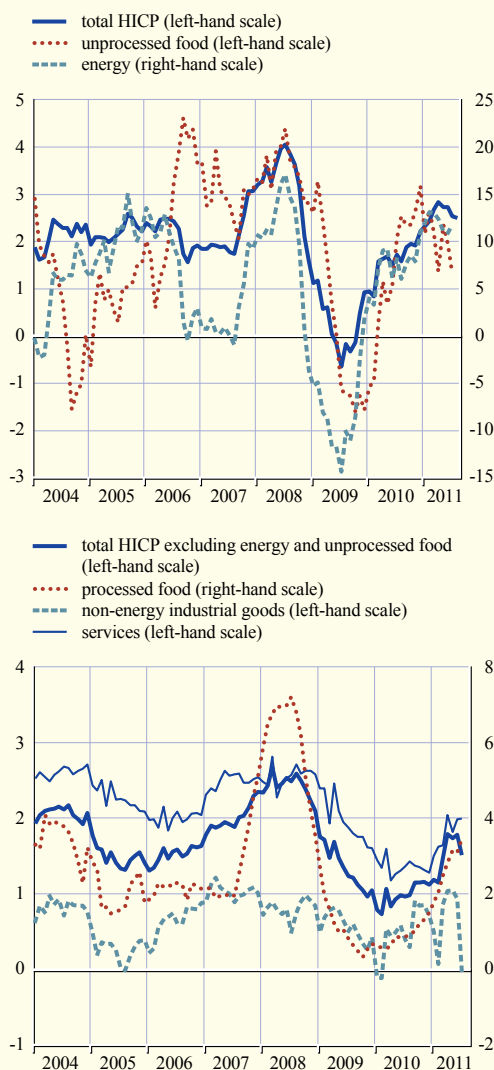 total HICP (left-hand scale)
unprocessed food (left-hand scale)
energy (right-hand scale)
5 25
4 20
3 15
2 10
1 5
0 0
-1 -5
-2 -10
-3 -15
2004 2005 2006 2007 2008 2009 2010 2011
total HICP excluding energy and unprocessed food
(left-hand scale)
processed food (right-hand scale)
non-energy industrial goods (left-hand scale)
services (left-hand scale)
4 8
3 6
2 4
1 2
0 0
-1 -2
2004 2005 2006 2007 2008 2009 2010 2011